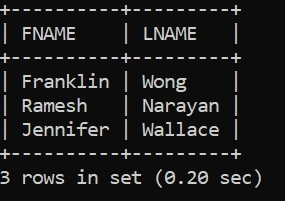 +----------+---------+
| FNAME    | LNAME   |
+----------+---------+
| Franklin | Wong    |
| Ramesh   | Narayan |
| Jennifer | Wallace |
+----------+---------+
3 rows in set (0.20 sec)